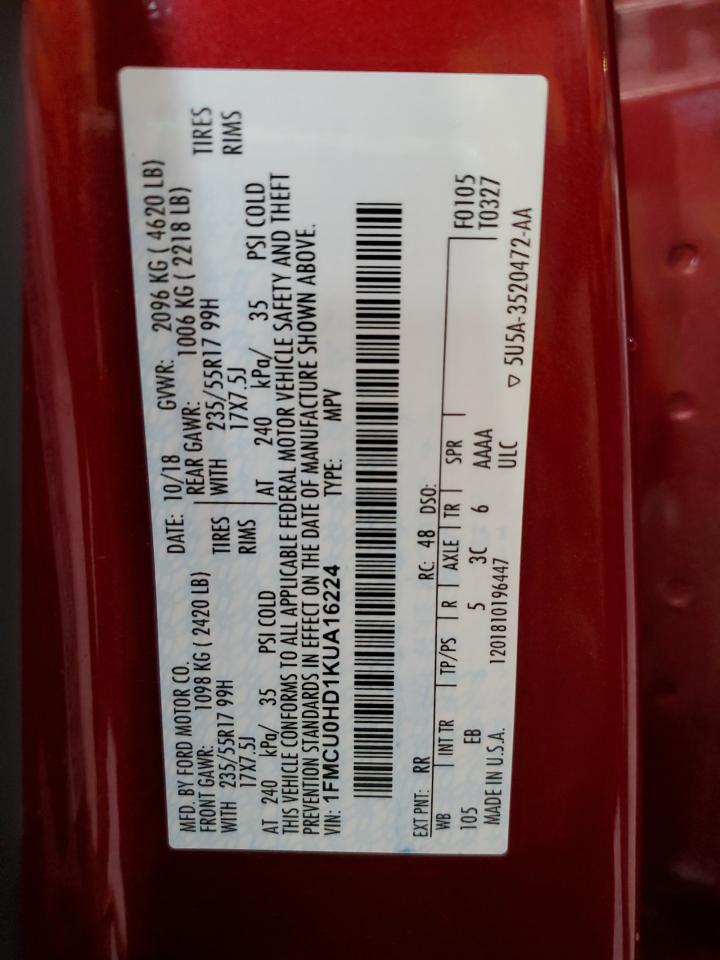 MFD. BY FORD MOTOR CO.
DATE: 10/18 GVWR: 2096 KG ( 4620 LB)
FRONT GAWR: 1098 KG ( 2420 LB) REAR GAWR: 1006 KG ( 2218 LB)
WITH 235/55R17 99H TIRES WITH 235/55R17 99H TIRES
17X7.5J RIMS 17X7.5J RIMS
AT 240 kPa/ 35 PSI COLD AT 240 kPa/ 35 PSI COLD
THIS VEHICLE CONFORMS TO ALL APPLICABLE FEDERAL MOTOR VEHICLE SAFETY AND THEFT
PREVENTION STANDARDS IN EFFECT ON THE DATE OF MANUFACTURE SHOWN ABOVE.
VIN: 1FMCU0HD1KUA16224 TYPE: MPV
EXT PNT: RR RC: 48 DSO:
WB INT TR TP/PS R AXLE TR SPR F0105
105 EB 5 3C 6 AAAA T0327
MADE IN U.S.A. 1201810196447 ULC
▽ 5U5A-3520472-AA